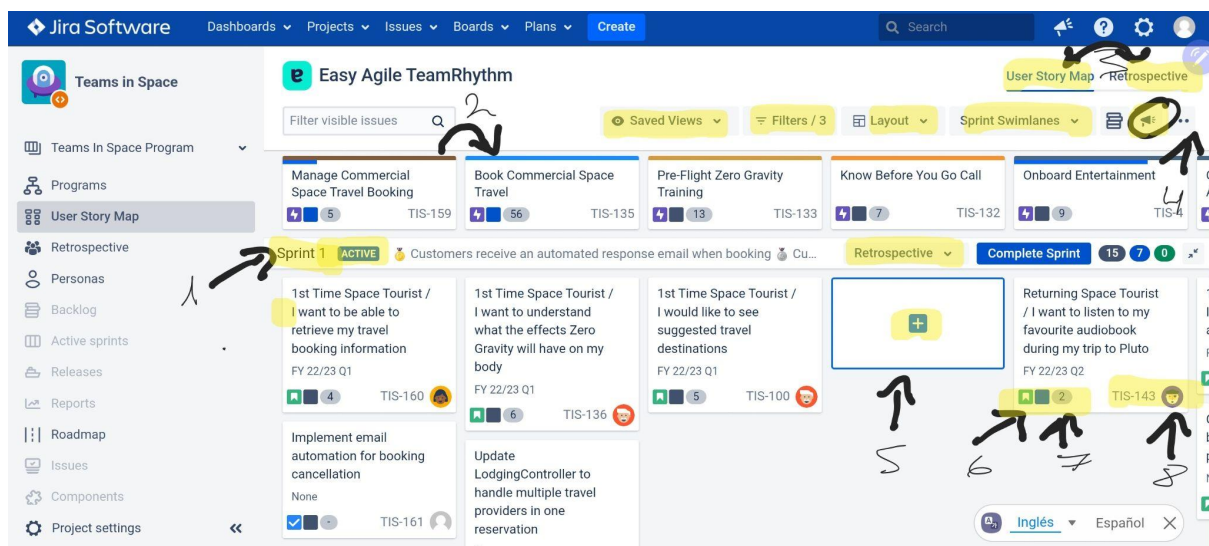 Jira Software Dashboards Projects Issues Boards Plans Create Search
Teams in Space
Easy Agile TeamRhythm
User Story Map
Retrospective
3
2
Filter visible issues
Saved Views
Filters / 3
Layout
Sprint Swimlanes
4
Teams In Space Program
Programs
User Story Map
Retrospective
Personas
Backlog
Active sprints
Releases
Reports
Roadmap
Issues
Components
Project settings
Manage Commercial
Space Travel Booking
5 TIS-159
Book Commercial Space
Travel
56 TIS-135
Pre-Flight Zero Gravity
Training
13 TIS-133
Know Before You Go Call
7 TIS-132
Onboard Entertainment
9 TIS-4
1
Sprint 1 ACTIVE Customers receive an automated response email when booking Cu... Retrospective Complete Sprint 15 7 0
1st Time Space Tourist /
I want to be able to
retrieve my travel
booking information
FY 22/23 Q1
4 TIS-160
Implement email
automation for booking
cancellation
None
- TIS-161
1st Time Space Tourist /
I want to understand
what the effects Zero
Gravity will have on my
body
FY 22/23 Q1
6 TIS-136
Update
LodgingController to
handle multiple travel
providers in one
reservation
1st Time Space Tourist /
I would like to see
suggested travel
destinations
FY 22/23 Q1
5 TIS-100
5
Returning Space Tourist
/ I want to listen to my
favourite audiobook
during my trip to Pluto
FY 22/23 Q2
2 TIS-143
6
7
8
Inglés Español